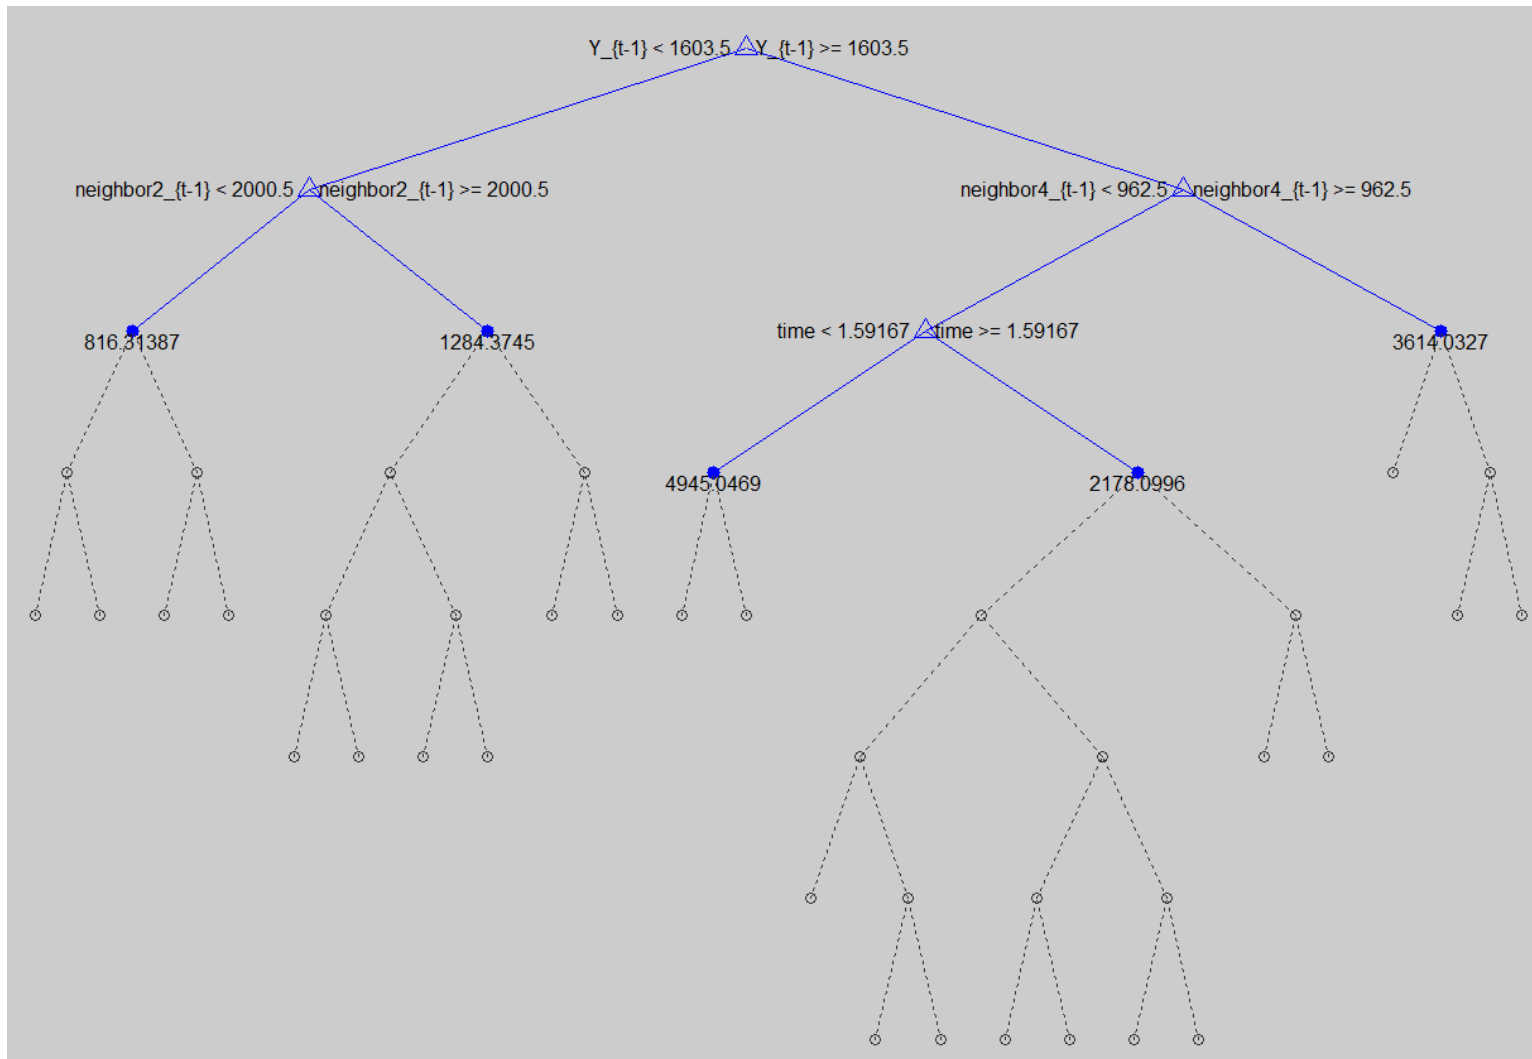 Y_{t-1} < 1603.5 Y_{t-1} >= 1603.5
neighbor2_{t-1} < 2000.5 neighbor2_{t-1} >= 2000.5
neighbor4_{t-1} < 962.5 neighbor4_{t-1} >= 962.5
816.31387
1284.3745
time < 1.59167 time >= 1.59167
3614.0327
4945.0469
2178.0996